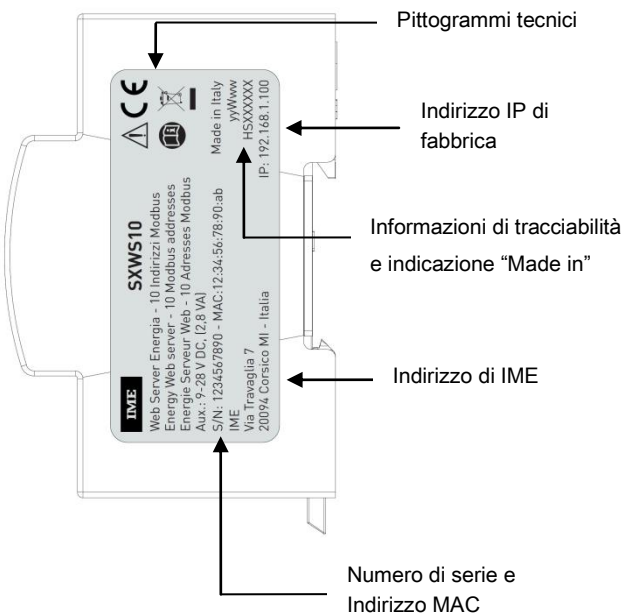 Pittogrammi tecnici
Indirizzo IP di
fabbrica
Informazioni di tracciabilità
e indicazione “Made in”
Indirizzo di IME
Numero di serie e
Indirizzo MAC
IME
SXWS10
Web Server Energia - 10 Indirizzi Modbus
Energy Web server - 10 Modbus addresses
Energie Serveur Web - 10 Adresses Modbus
Aux.: 9-28 V DC, (2,8 VA)
S/N: 1234567890 - MAC:12:34:56:78:90:ab
IME
Via Travaglia 7
20094 Corsico MI - Italia
CE
Made in Italy
yyWww
HSXXXXXX
IP: 192.168.1.100